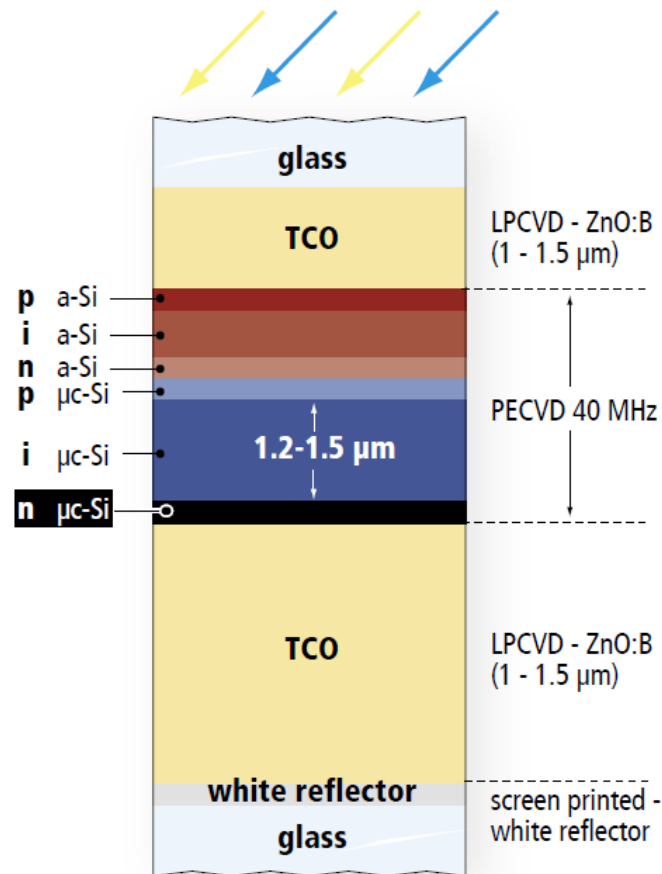 glass
TCO
LPCVD - ZnO:B
(1 - 1.5 µm)
p a-Si
i a-Si
n a-Si
p µc-Si
PECVD 40 MHz
i µc-Si
1.2-1.5 µm
n µc-Si
TCO
LPCVD - ZnO:B
(1 - 1.5 µm)
white reflector
screen printed -
white reflector
glass